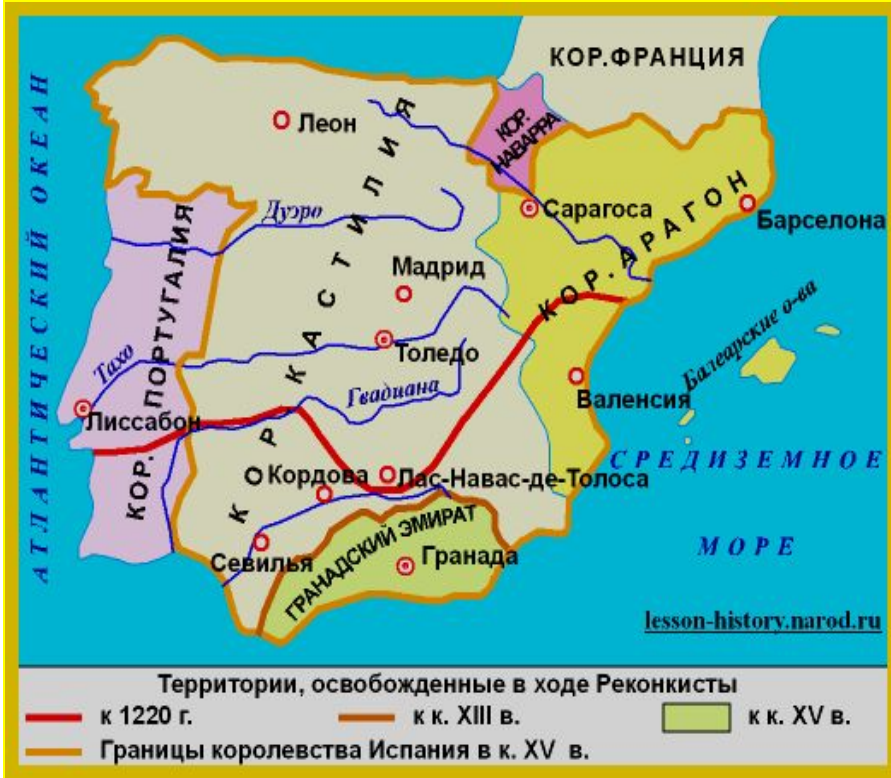 АТЛАНТИЧЕСКИЙ ОКЕАН
КОР. ФРАНЦИЯ
Леон
КОР.
НАВАРРА
КОР. КАСТИЛИЯ
КОР. ПОРТУГАЛИЯ
Дуэро
Сарагоса
КОР. АРАГОН
Барселона
Мадрид
Толедо
Тахо
Гвадиана
Балеарские о-ва
Валенсия
Лиссабон
СРЕДИЗЕМНОЕ
МОРЕ
Кордова
Лас-Навас-де-Толоса
Севилья
ГРАНАДСКИЙ ЭМИРАТ
Гранада
lesson-history.narod.ru
Территории, освобожденные в ходе Реконкисты
к 1220 г.
к к. XIII в.
к к. XV в.
Границы королевства Испания в к. XV в.